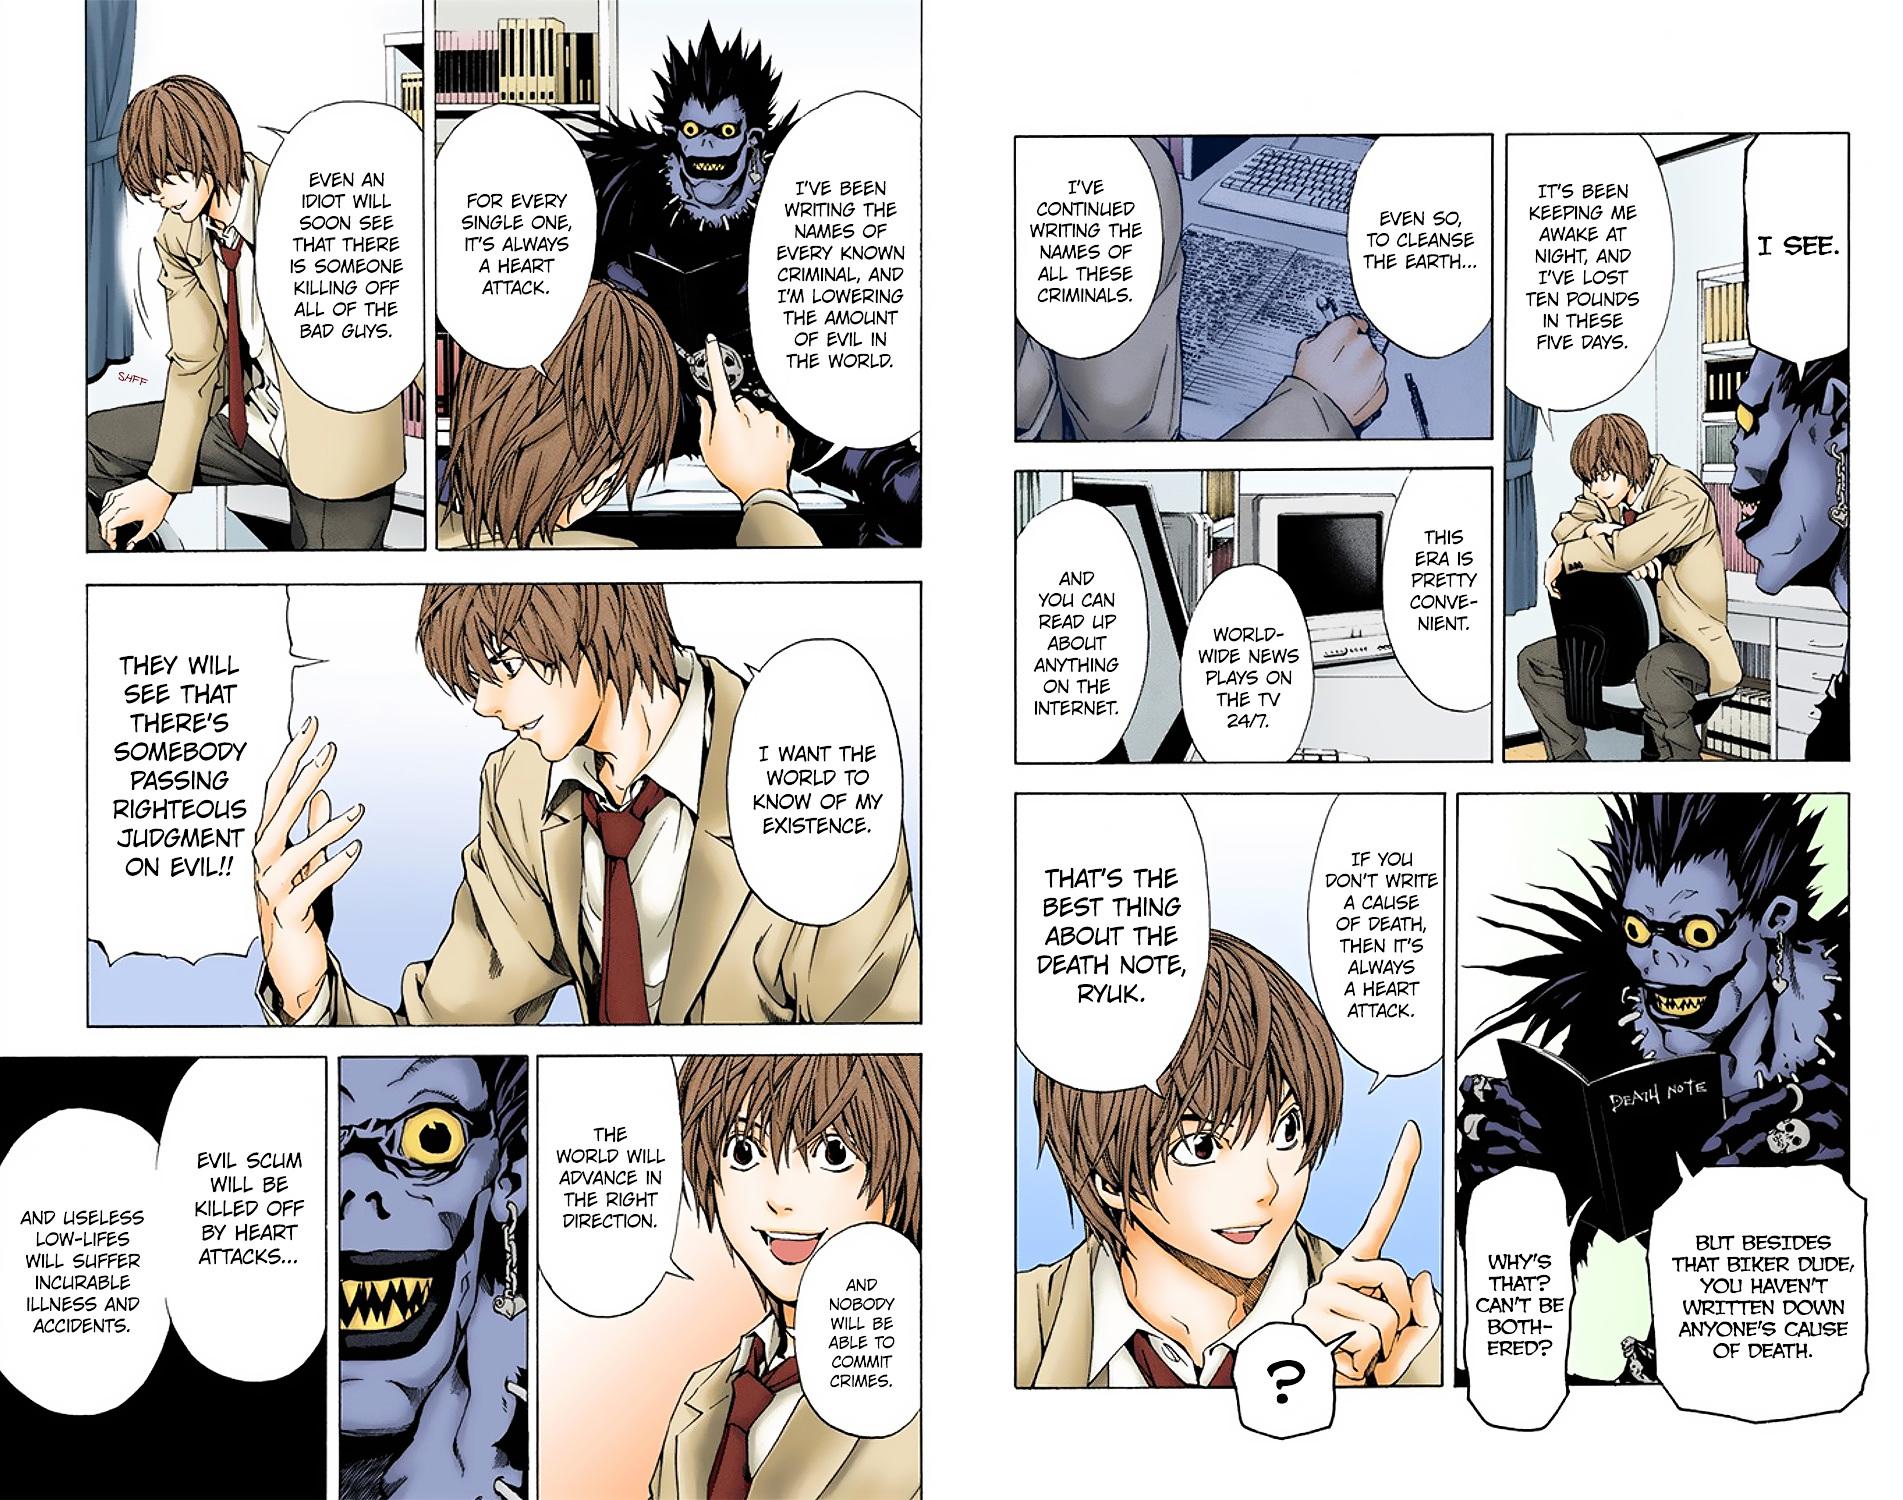 I SEE.
IT'S BEEN
KEEPING ME
AWAKE AT
NIGHT, AND
I'VE LOST
TEN POUNDS
IN THESE
FIVE DAYS.
EVEN SO,
TO CLEANSE
THE EARTH...
I'VE
CONTINUED
WRITING THE
NAMES OF
ALL THESE
CRIMINALS.
THIS
ERA IS
PRETTY
CONVE-
NIENT.
WORLD-
WIDE NEWS
PLAYS ON
THE TV
24/7.
AND
YOU CAN
READ UP
ABOUT
ANYTHING
ON THE
INTERNET.
DEATH NOTE
BUT BESIDES
THAT BIKER DUDE,
YOU HAVEN'T
WRITTEN DOWN
ANYONE'S CAUSE
OF DEATH.
WHY'S
THAT?
CAN'T BE
BOTH-
ERED?
IF YOU
DON'T WRITE
A CAUSE
OF DEATH,
THEN IT'S
ALWAYS
A HEART
ATTACK.
THAT'S THE
BEST THING
ABOUT THE
DEATH NOTE,
RYUK.
?
I'VE BEEN
WRITING THE
NAMES OF
EVERY KNOWN
CRIMINAL, AND
I'M LOWERING
THE AMOUNT
OF EVIL IN
THE WORLD.
FOR EVERY
SINGLE ONE,
IT'S ALWAYS
A HEART
ATTACK.
EVEN AN
IDIOT WILL
SOON SEE
THAT THERE
IS SOMEONE
KILLING OFF
ALL OF THE
BAD GUYS.
SHFF
I WANT THE
WORLD TO
KNOW OF MY
EXISTENCE.
THEY WILL
SEE THAT
THERE'S
SOMEBODY
PASSING
RIGHTEOUS
JUDGMENT
ON EVIL!!
THE
WORLD WILL
ADVANCE IN
THE RIGHT
DIRECTION.
AND
NOBODY
WILL BE
ABLE TO
COMMIT
CRIMES.
EVIL SCUM
WILL BE
KILLED OFF
BY HEART
ATTACKS...
AND USELESS
LOW-LIFES
WILL SUFFER
INCURABLE
ILLNESS AND
ACCIDENTS.